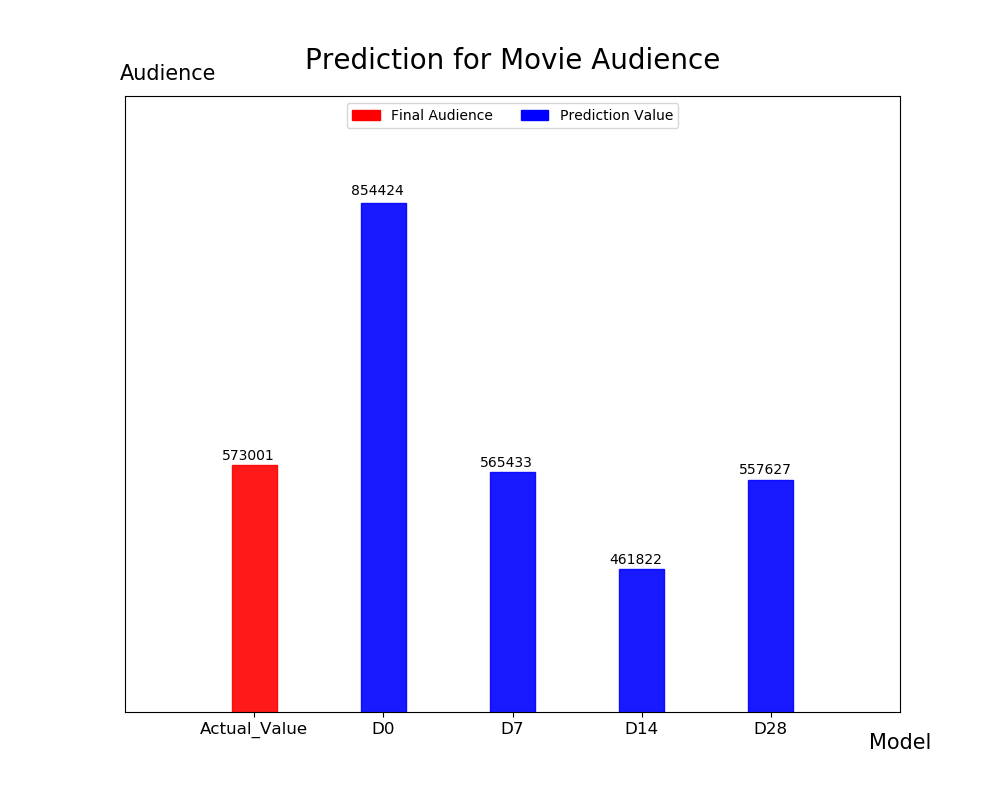 Prediction for Movie Audience
Audience
Final Audience Prediction Value
854424
573001
565433
557627
461822
Actual_Value D0 D7 D14 D28
Model